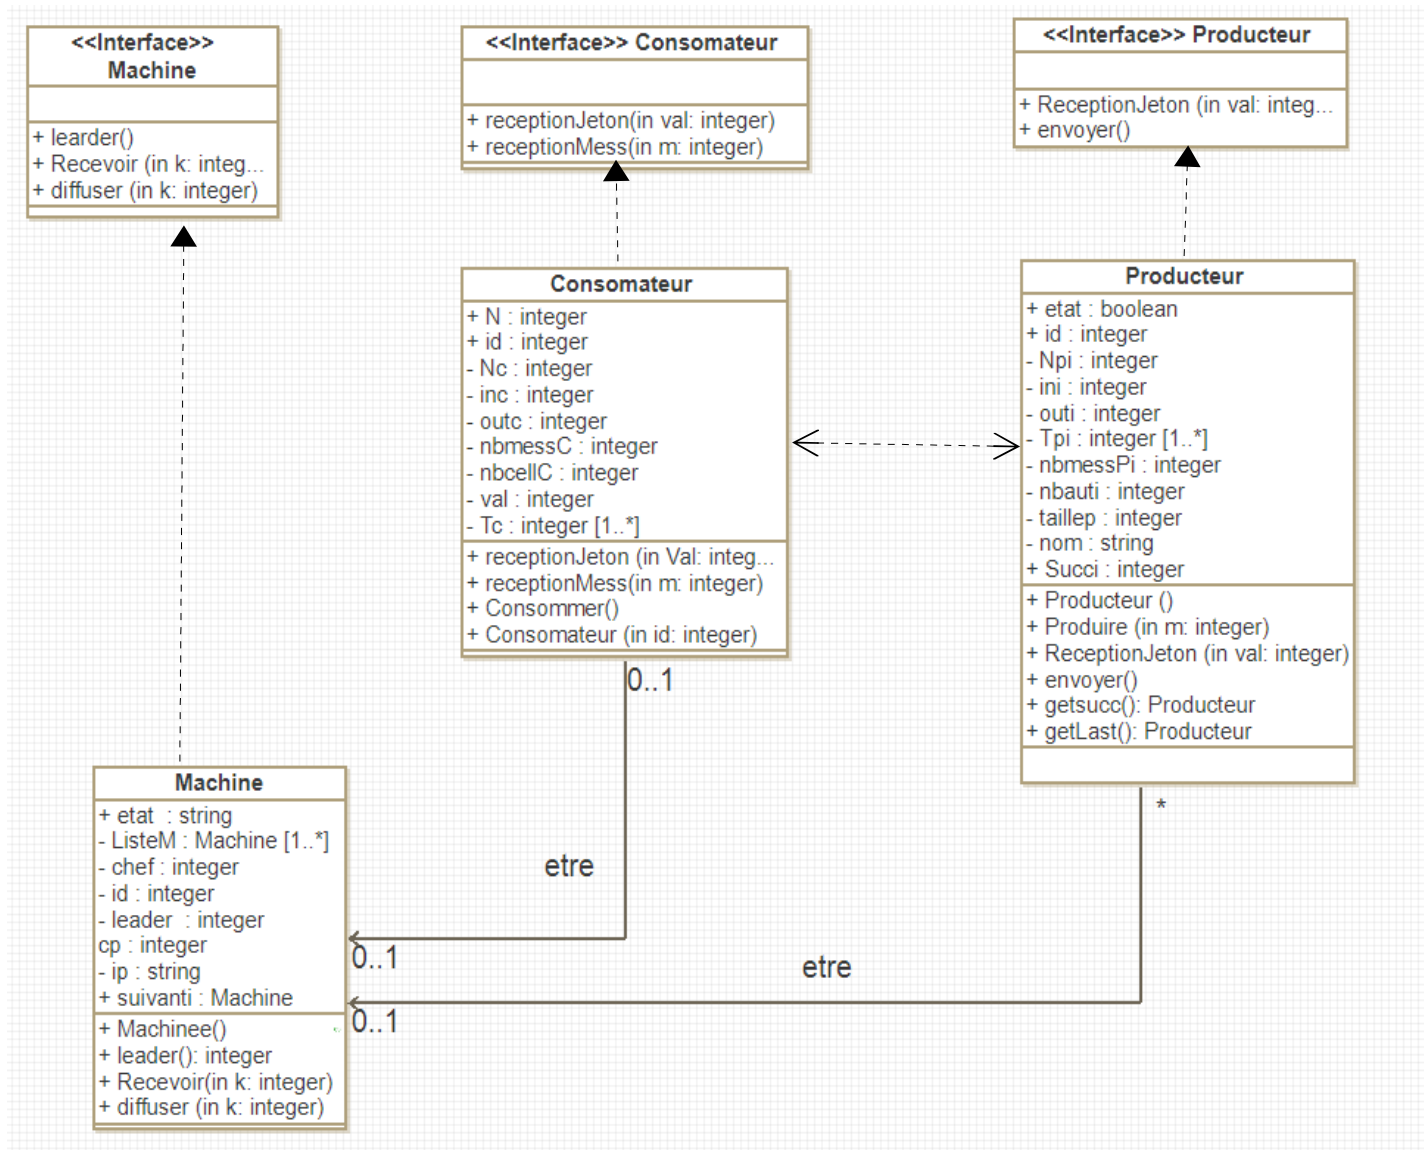 <<Interface>>
Machine
+ learder()
+ Recevoir (in k: integ...
+ diffuser (in k: integer)
<<Interface>> Consomateur
+ receptionJeton(in val: integer)
+ receptionMess(in m: integer)
<<Interface>> Producteur
+ ReceptionJeton (in val: integ...
+ envoyer()
Consomateur
+ N : integer
+ id : integer
- Nc : integer
- inc : integer
- outc : integer
- nbmessC : integer
- nbcellC : integer
- val : integer
- Tc : integer [1..*]
+ receptionJeton (in Val: integ...
+ receptionMess(in m: integer)
+ Consommer()
+ Consomateur (in id: integer)
Producteur
+ etat : boolean
+ id : integer
- Npi : integer
- ini : integer
- outi : integer
- Tpi : integer [1..*]
- nbmessPi : integer
- nbauti : integer
- taillep : integer
- nom : string
+ Succi : integer
+ Producteur ()
+ Produire (in m: integer)
+ ReceptionJeton (in val: integer)
+ envoyer()
+ getsucc(): Producteur
+ getLast(): Producteur
0..1
*
etre
0..1
etre
0..1
Machine
+ etat : string
- ListeM : Machine [1..*]
- chef : integer
- id : integer
- leader : integer
cp : integer
- ip : string
+ suivanti : Machine
+ Machinee()
+ leader(): integer
+ Recevoir(in k: integer)
+ diffuser (in k: integer)